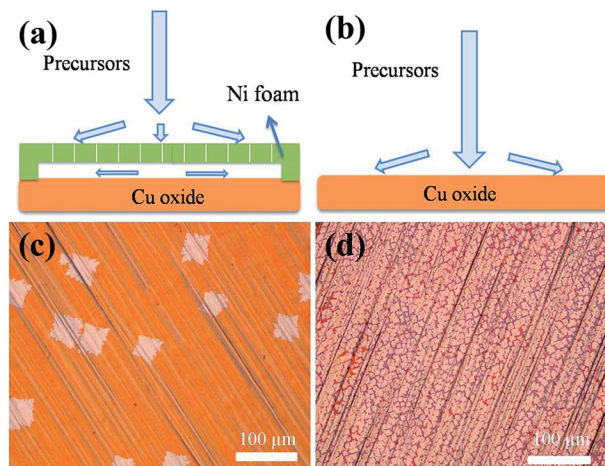 (a)
Precursors
Ni foam
Cu oxide
(b)
Precursors
Cu oxide
(c)
100 μm
(d)
100 μm